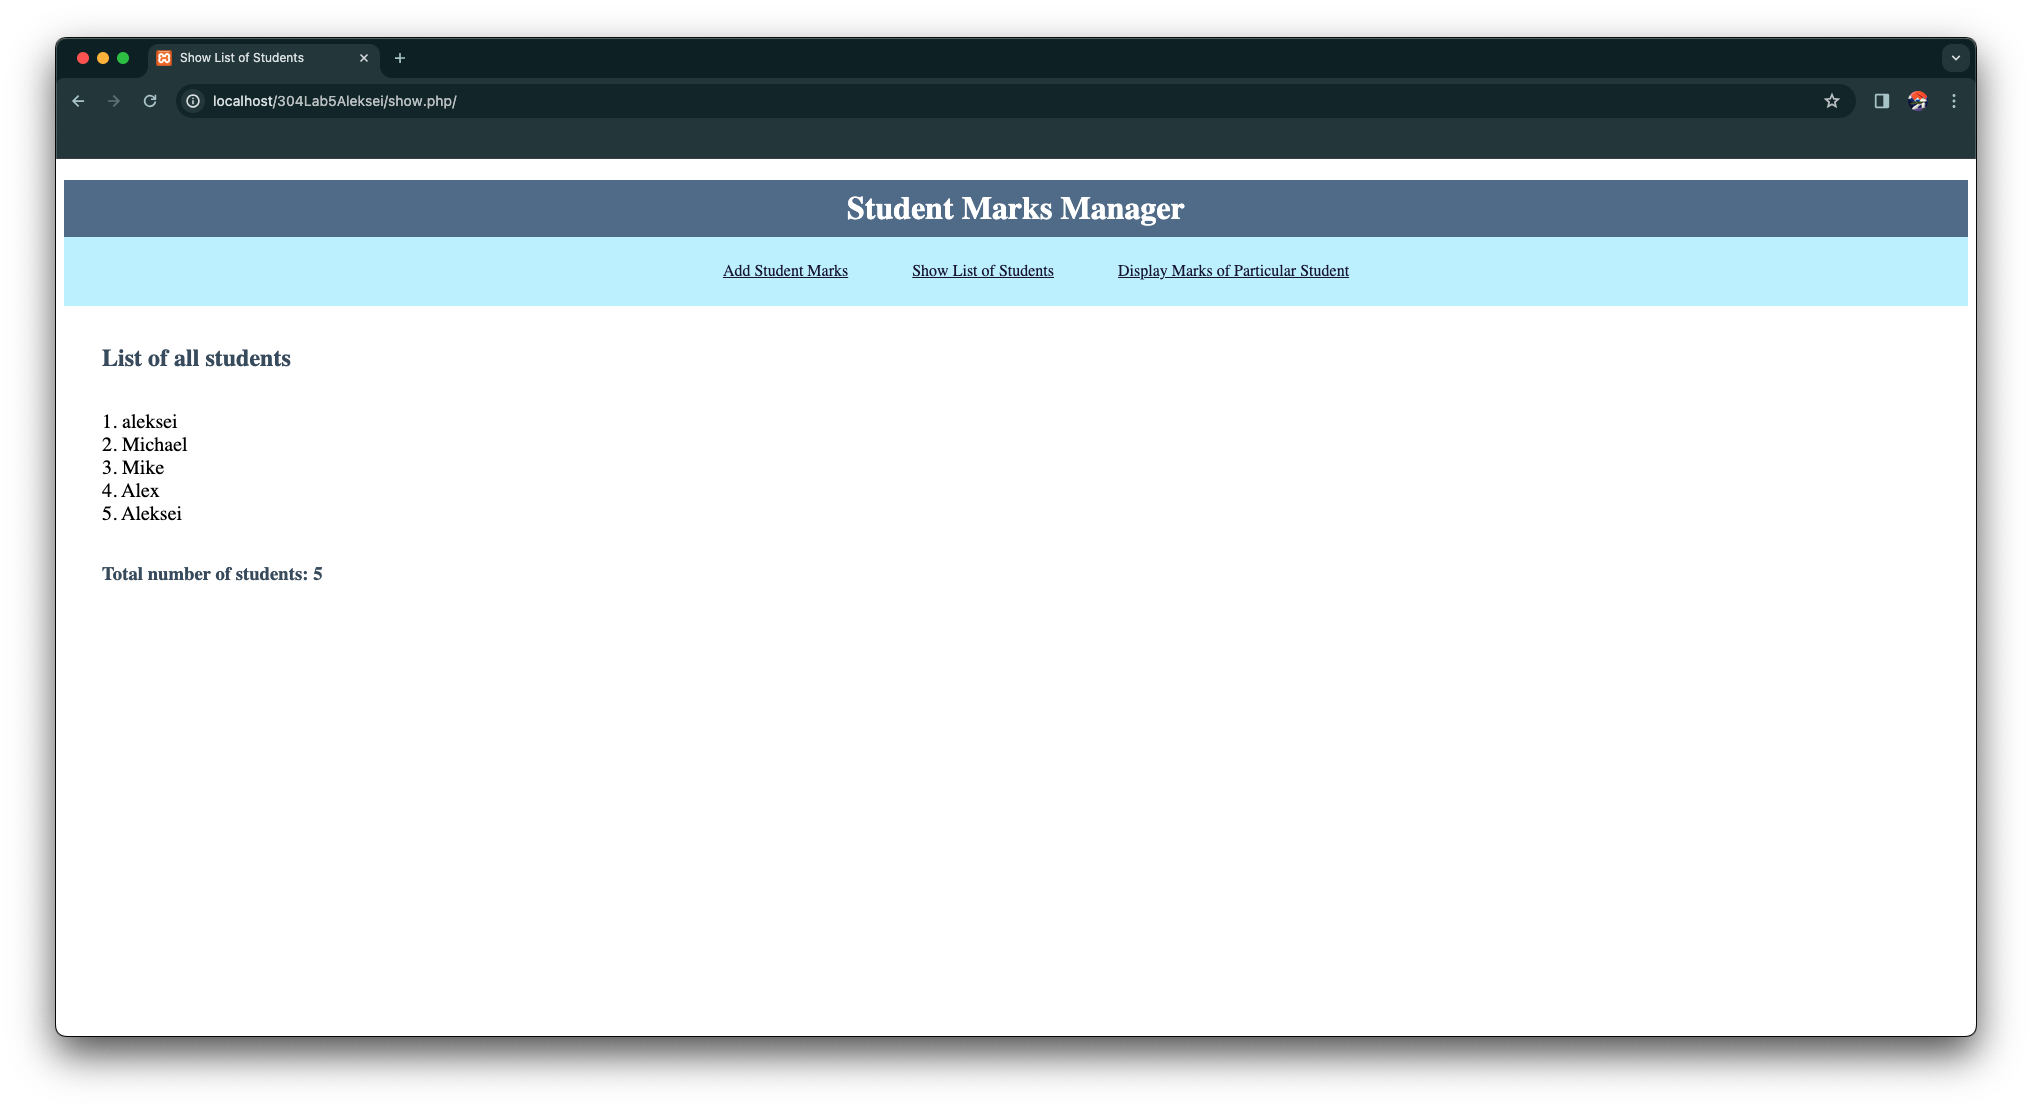 Show List of Students
localhost/304Lab5Aleksei/show.php/
Student Marks Manager
Add Student Marks Show List of Students Display Marks of Particular Student
List of all students
1. aleksei
2. Michael
3. Mike
4. Alex
5. Aleksei
Total number of students: 5